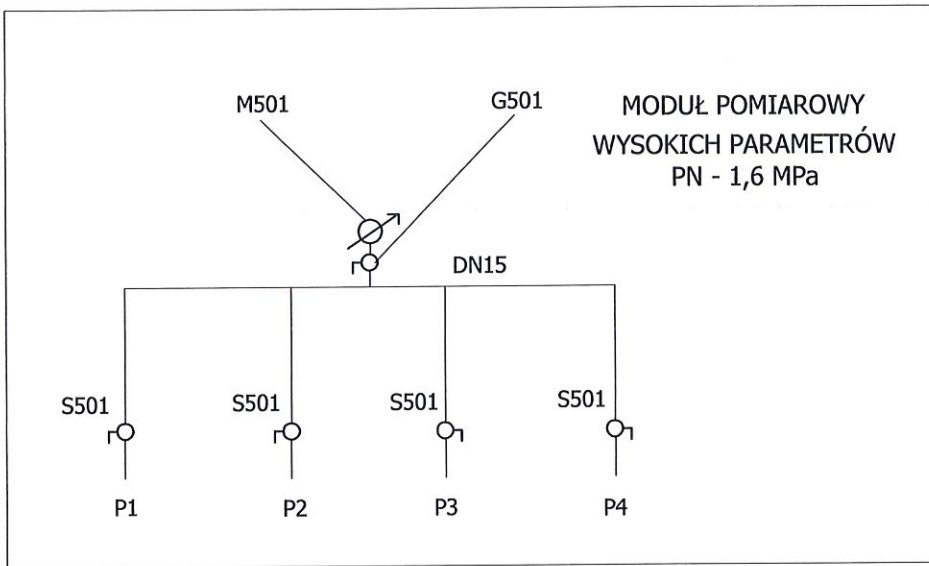 M501
G501
MODUŁ POMIAROWY
WYSOKICH PARAMETRÓW
PN - 1,6 MPa
DN15
S501
S501
S501
S501
P1
P2
P3
P4